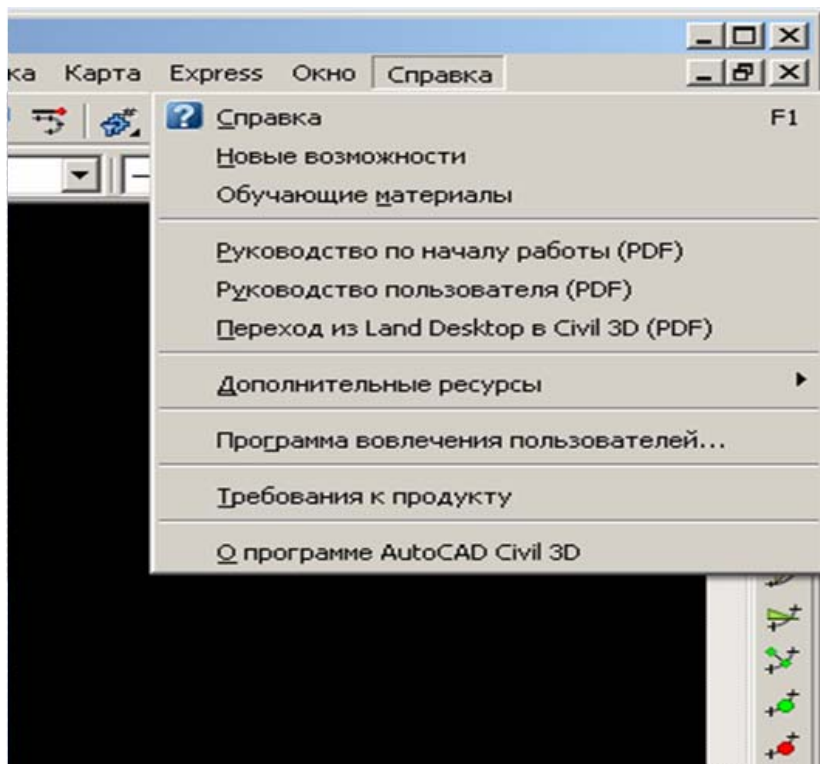 ка Карта Express Окно Справка
Справка F1
Новые возможности
Обучающие материалы
Руководство по началу работы (PDF)
Руководство пользователя (PDF)
Переход из Land Desktop в Civil 3D (PDF)
Дополнительные ресурсы
Программа вовлечения пользователей...
Требования к продукту
О программе AutoCAD Civil 3D